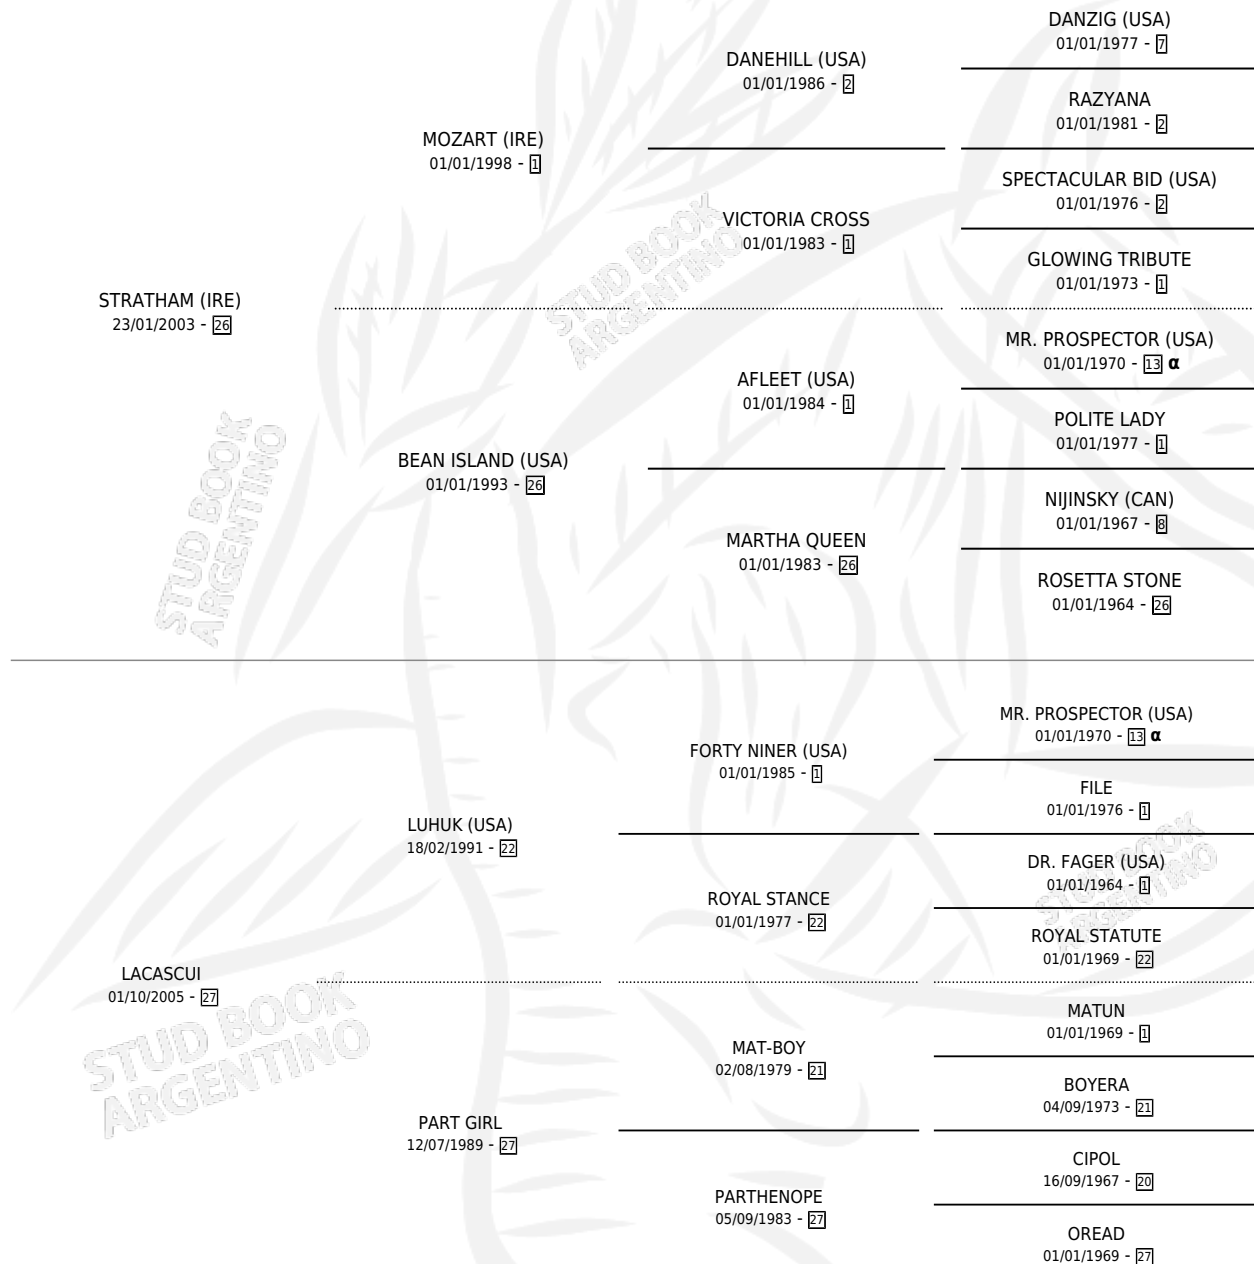 DANZIG (USA)
01/01/1977 - 7
DANEHILL (USA)
01/01/1986 - 2
RAZYANA
01/01/1981 - 2
MOZART (IRE)
01/01/1998 - 1
SPECTACULAR BID (USA)
01/01/1976 - 2
VICTORIA CROSS
01/01/1983 - 1
GLOWING TRIBUTE
01/01/1973 - 1
STRATHAM (IRE)
23/01/2003 - 26
MR. PROSPECTOR (USA)
01/01/1970 - 13 α
AFLEET (USA)
01/01/1984 - 1
POLITE LADY
01/01/1977 - 1
BEAN ISLAND (USA)
01/01/1993 - 26
NIJINSKY (CAN)
01/01/1967 - 8
MARTHA QUEEN
01/01/1983 - 26
ROSETTA STONE
01/01/1964 - 26
STUD BOOK
ARGENTINO
STUD BOOK
ARGENTINO
MR. PROSPECTOR (USA)
01/01/1970 - 13 α
FORTY NINER (USA)
01/01/1985 - 1
FILE
01/01/1976 - 1
LUHUK (USA)
18/02/1991 - 22
DR. FAGER (USA)
01/01/1964 - 1
ROYAL STANCE
01/01/1977 - 22
ROYAL STATUTE
01/01/1969 - 22
LACASCUI
01/10/2005 - 27
MATUN
01/01/1969 - 1
MAT-BOY
02/08/1979 - 21
BOYERA
04/09/1973 - 21
PART GIRL
12/07/1989 - 27
CIPOL
16/09/1967 - 20
PARTHENOPE
05/09/1983 - 27
OREAD
01/01/1969 - 27
STUD BOOK
ARGENTINO
STUD BOOK
ARGENTINO